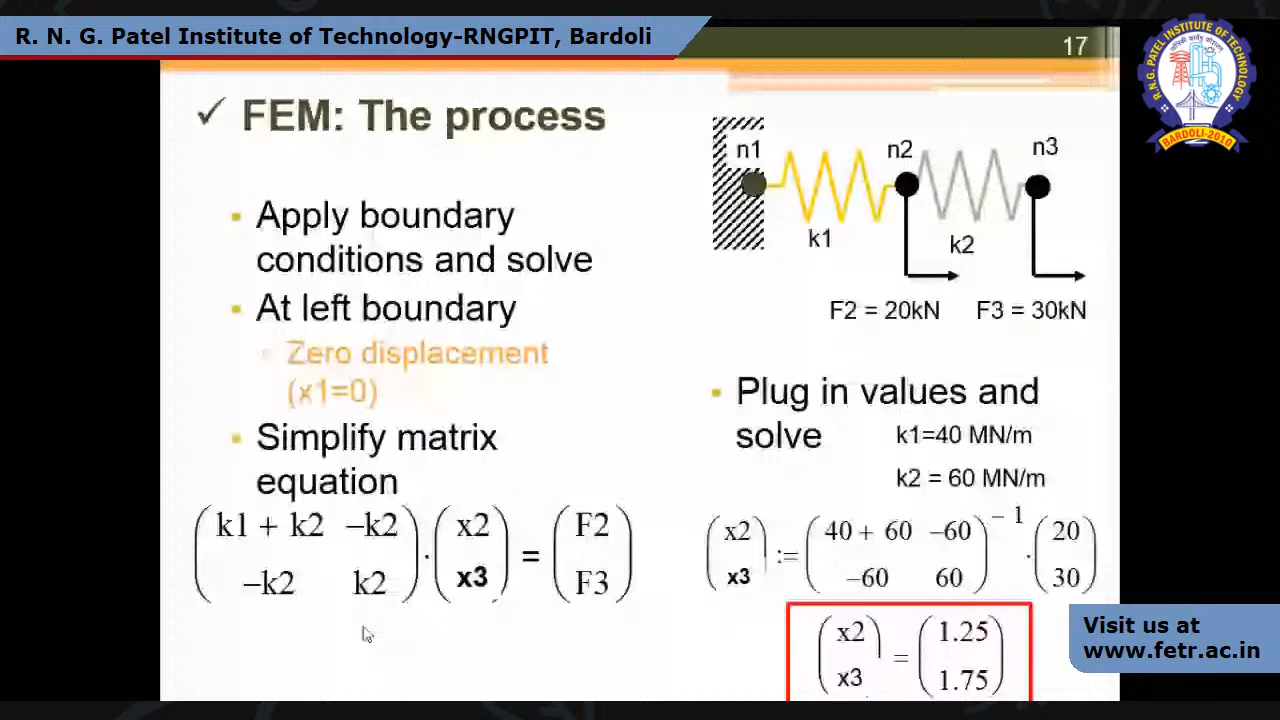 R. N. G. Patel Institute of Technology-RNGPIT, Bardoli
17
R. N. G. PATEL INSTITUTE OF TECHNOLOGY
BARDOLI-2010
✓ FEM: The process
n1
n2
n3
k1
k2
F2 = 20kN
F3 = 30kN
Apply boundary
conditions and solve
At left boundary
Zero displacement
(x1=0)
Simplify matrix
equation
(k1 + k2 −k2) (x2) (F2)
· =
(−k2 k2) (x3) (F3)
Plug in values and
solve
k1=40 MN/m
k2 = 60 MN/m
(x2) (40 + 60 −60) − 1 (20)
:= ·
(x3) (−60 60) (30)
(x2) (1.25)
=
(x3) (1.75)
Visit us at
www.fetr.ac.in